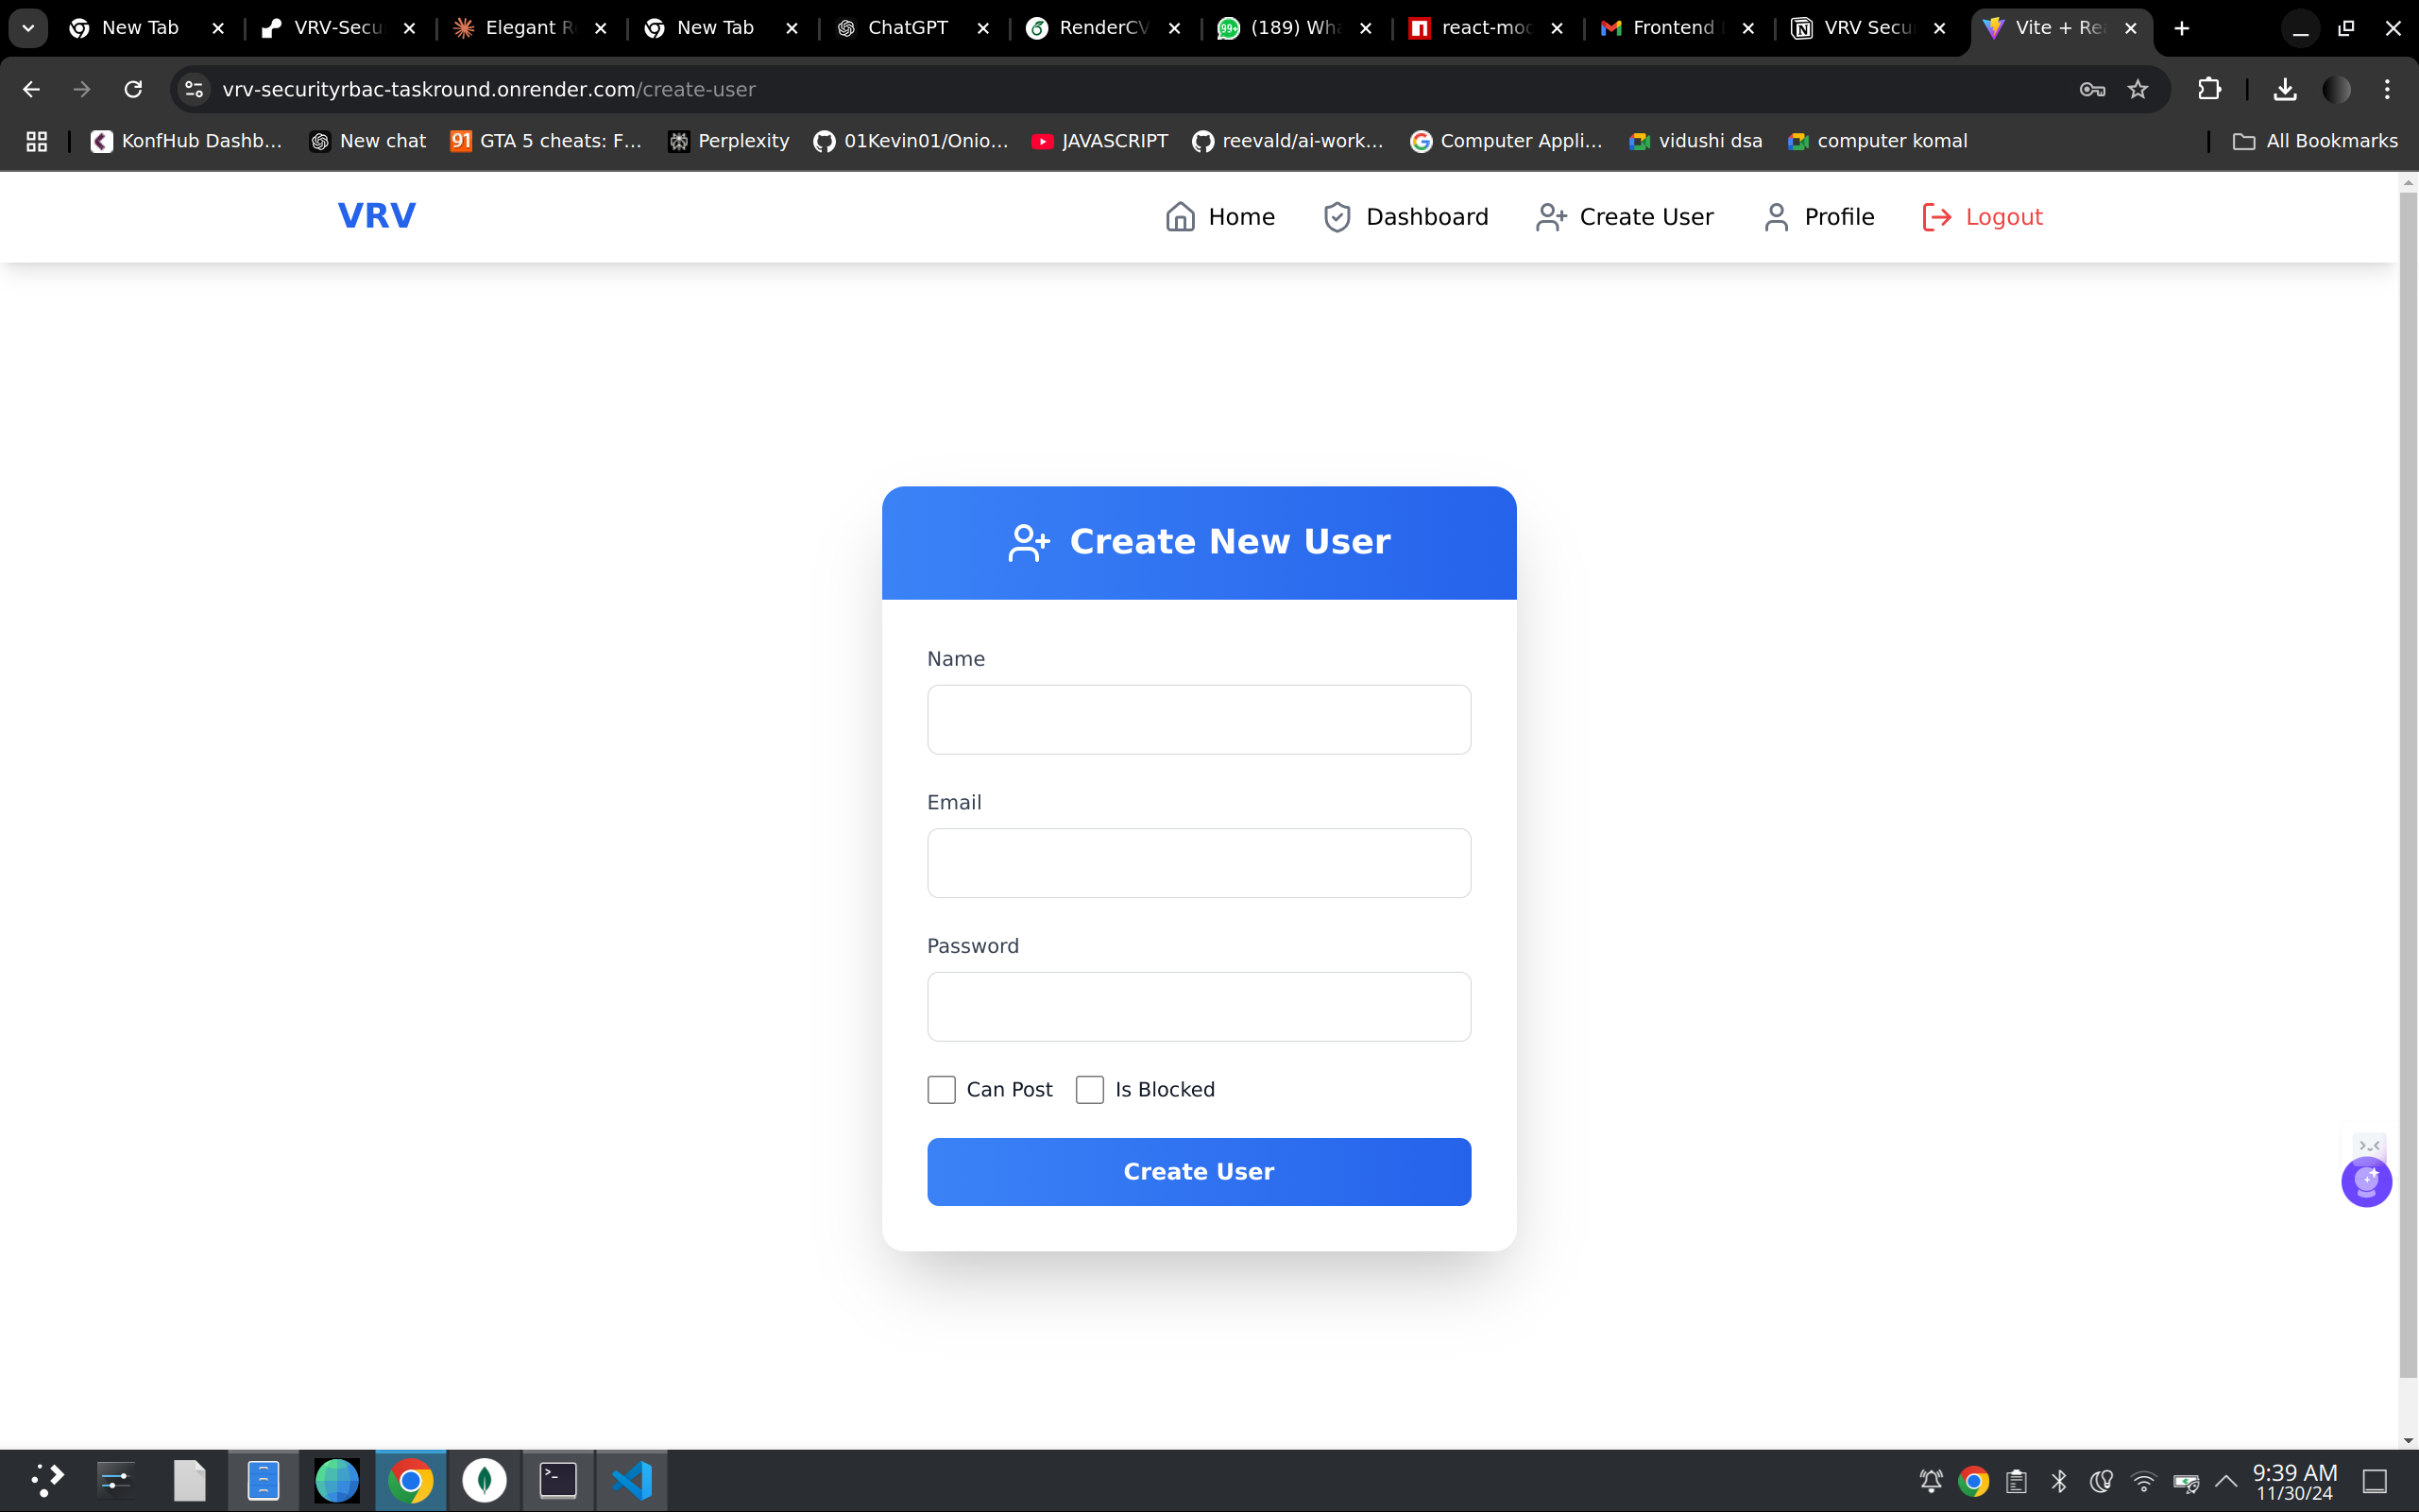 New Tab
VRV-Secu
Elegant R
New Tab
ChatGPT
RenderCV
(189) Wha
react-moc
Frontend
VRV Secu
Vite + Rea
vrv-securityrbac-taskround.onrender.com/create-user
KonfHub Dashb...
New chat
GTA 5 cheats: F...
Perplexity
01Kevin01/Onio...
JAVASCRIPT
reevald/ai-work...
Computer Appli...
vidushi dsa
computer komal
All Bookmarks
VRV
Home
Dashboard
Create User
Profile
Logout
Create New User
Name
Email
Password
Can Post
Is Blocked
Create User
9:39 AM
11/30/24